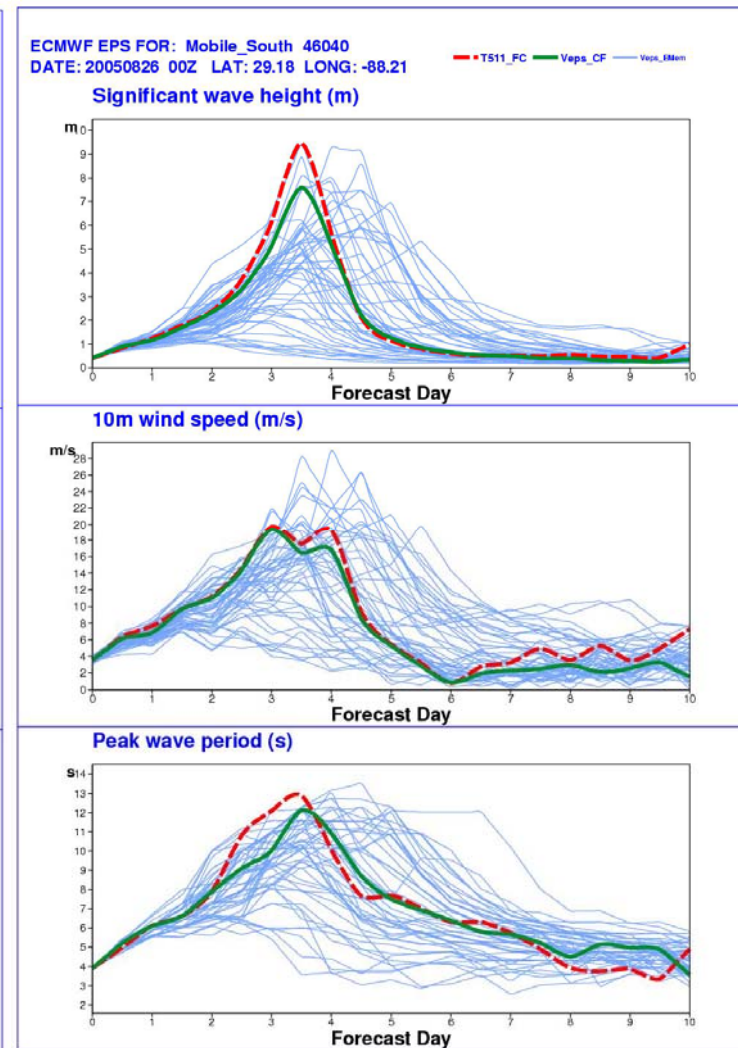 ECMWF EPS FOR: Mobile_South 46040
DATE: 20050826 00Z LAT: 29.18 LONG: -88.21
T511_FC Veps_CF Veps_EMem
Significant wave height (m)
m
10
9
8
7
6
5
4
3
2
1
0
0 1 2 3 4 5 6 7 8 9 10
Forecast Day
10m wind speed (m/s)
m/s
28
26
24
22
20
18
16
14
12
10
8
6
4
2
0
0 1 2 3 4 5 6 7 8 9 10
Forecast Day
Peak wave period (s)
s
14
13
12
11
10
9
8
7
6
5
4
3
2
0 1 2 3 4 5 6 7 8 9 10
Forecast Day